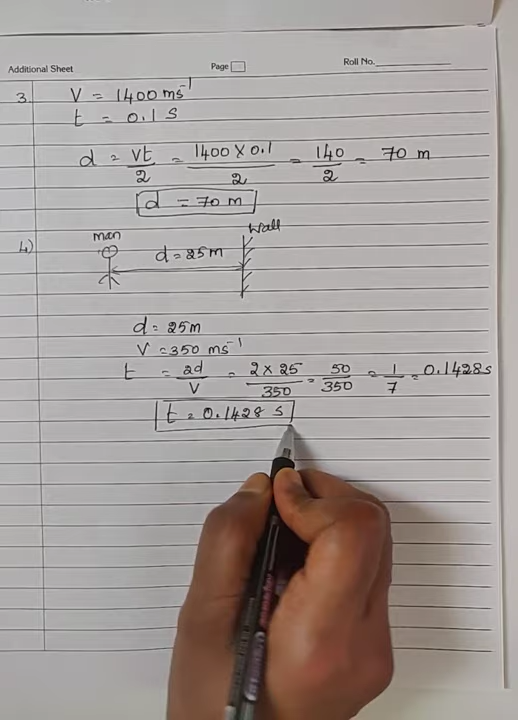 Additional Sheet Page Roll No.
3. V = 1400 ms⁻¹
t = 0.1 s
d = Vt/2 = 1400 × 0.1/2 = 140/2 = 70 m
d = 70 m
4) man wall
d = 25 m
d = 25m
V = 350 ms⁻¹
t = 2d/V = 2 × 25/350 = 50/350 = 1/7 = 0.1428s
t = 0.1428 s